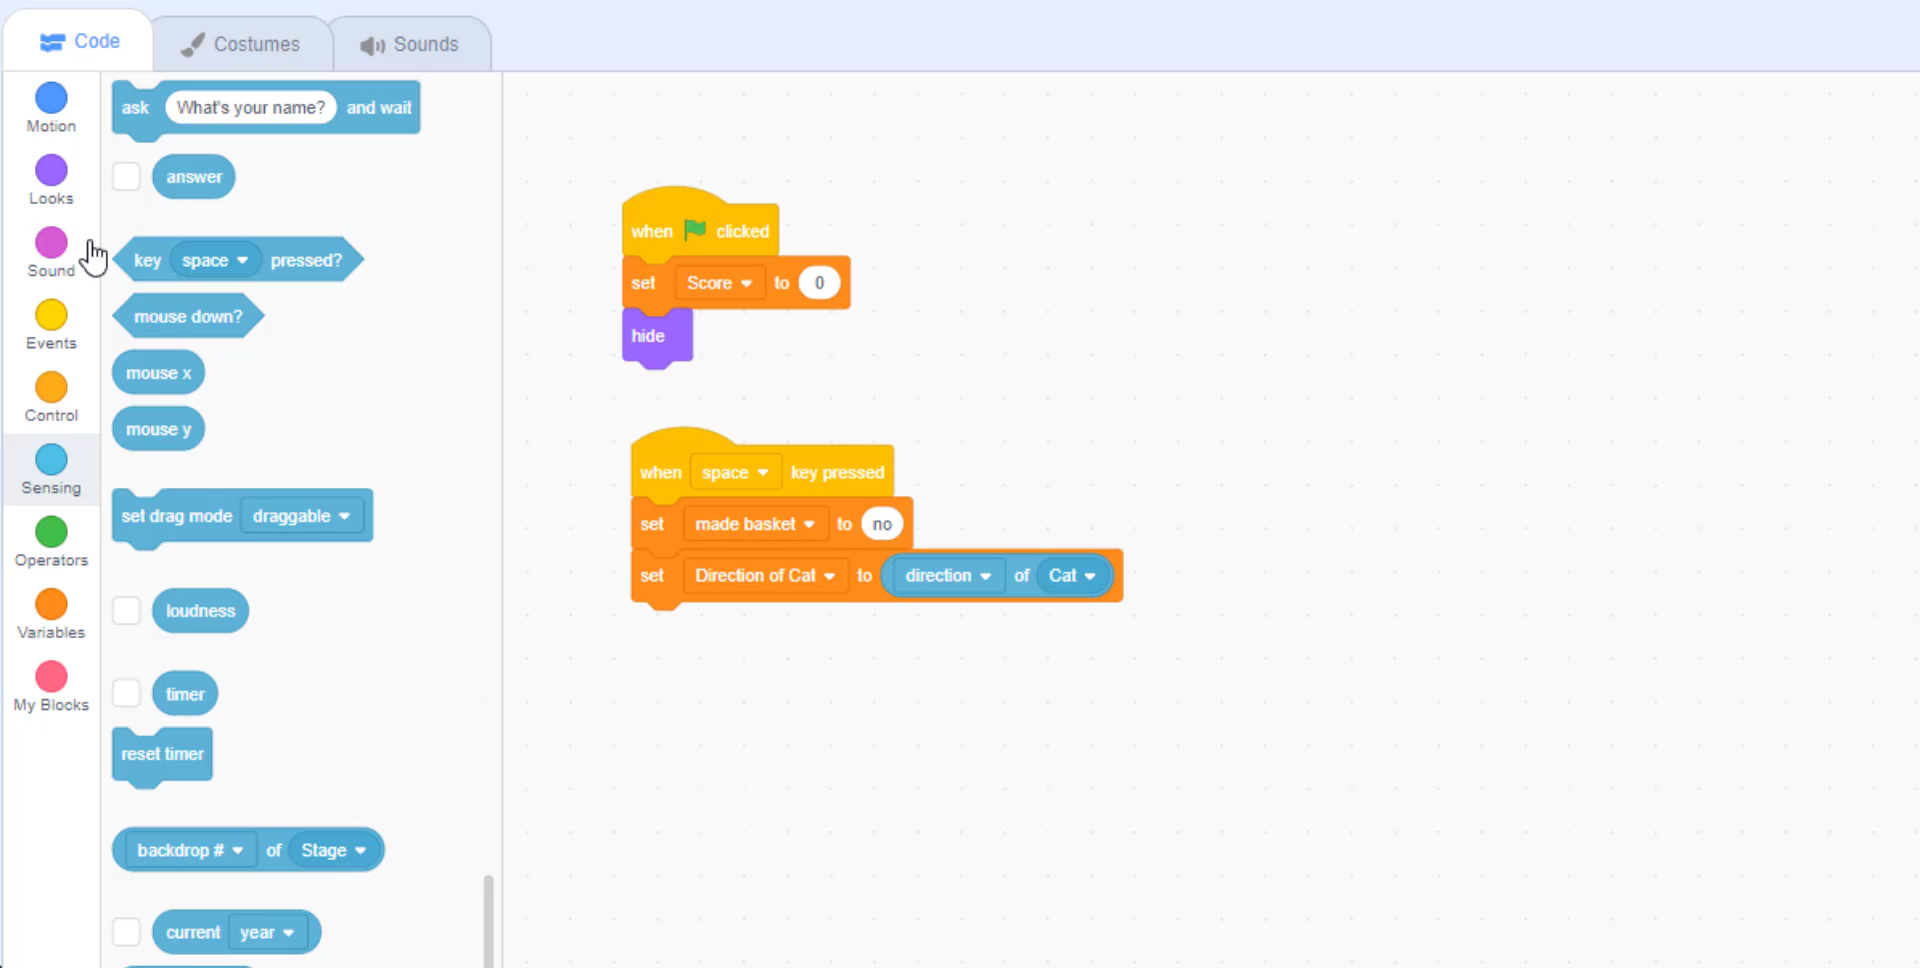 Code
Costumes
Sounds
Motion
Looks
Sound
Events
Control
Sensing
Operators
Variables
My Blocks
ask What's your name? and wait
answer
key space pressed?
mouse down?
mouse x
mouse y
set drag mode draggable
loudness
timer
reset timer
backdrop # of Stage
current year
when clicked
set Score to 0
hide
when space key pressed
set made basket to no
set Direction of Cat to direction of Cat